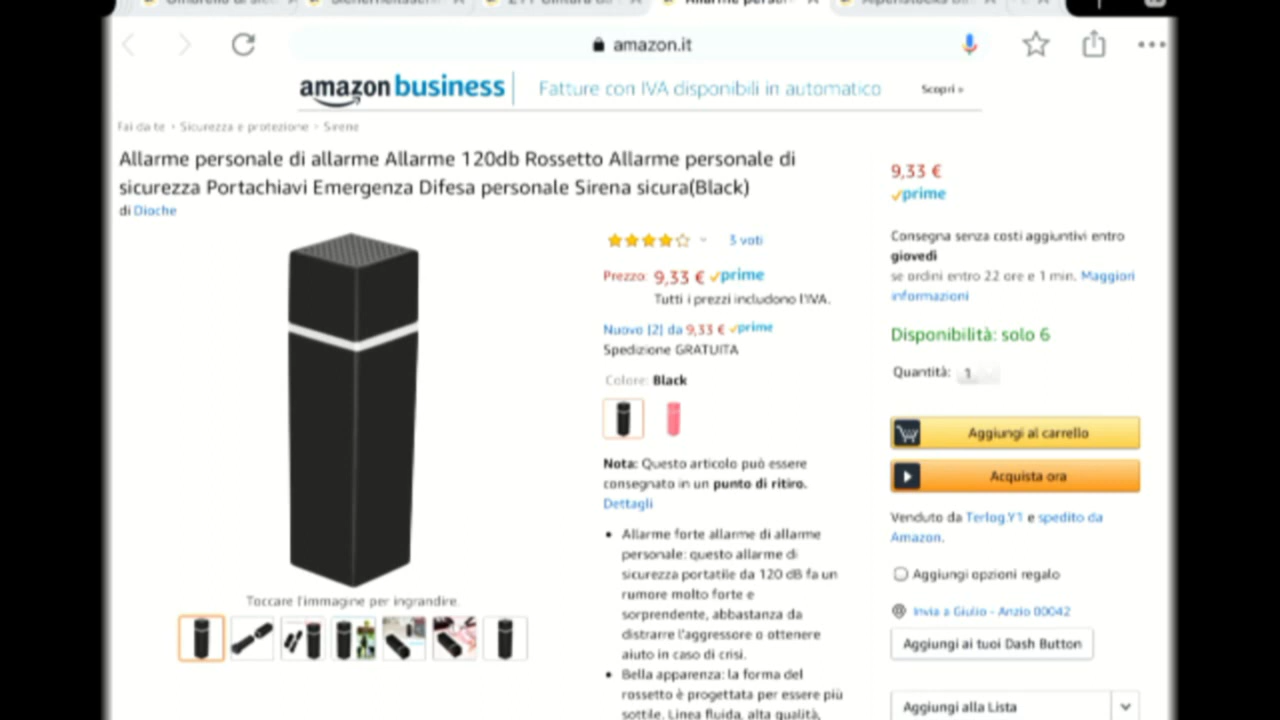 amazon.it
amazon business
Fatture con IVA disponibili in automatico
Scopri »
Fai da te › Sicurezza e protezione › Sirene
Allarme personale di allarme Allarme 120db Rossetto Allarme personale di
sicurezza Portachiavi Emergenza Difesa personale Sirena sicura(Black)
di Dioche
3 voti
Prezzo: 9,33 € prime
Tutti i prezzi includono l'IVA.
Nuovo (2) da 9,33 € prime
Spedizione GRATUITA
Colore: Black
Nota: Questo articolo può essere
consegnato in un punto di ritiro.
Dettagli
• Allarme forte allarme di allarme
personale: questo allarme di
sicurezza portatile da 120 dB fa un
rumore molto forte e
sorprendente, abbastanza da
distrarre l'aggressore o ottenere
aiuto in caso di crisi.
• Bella apparenza: la forma del
rossetto è progettata per essere più
sottile. Linea fluida, alta qualità,
Toccare l'immagine per ingrandire.
9,33 €
prime
Consegna senza costi aggiuntivi entro
giovedì
se ordini entro 22 ore e 1 min. Maggiori
informazioni
Disponibilità: solo 6
Quantità: 1
Aggiungi al carrello
Acquista ora
Venduto da Terlog.Y1 e spedito da
Amazon.
Aggiungi opzioni regalo
Invia a Giulio - Anzio 00042
Aggiungi ai tuoi Dash Button
Aggiungi alla Lista